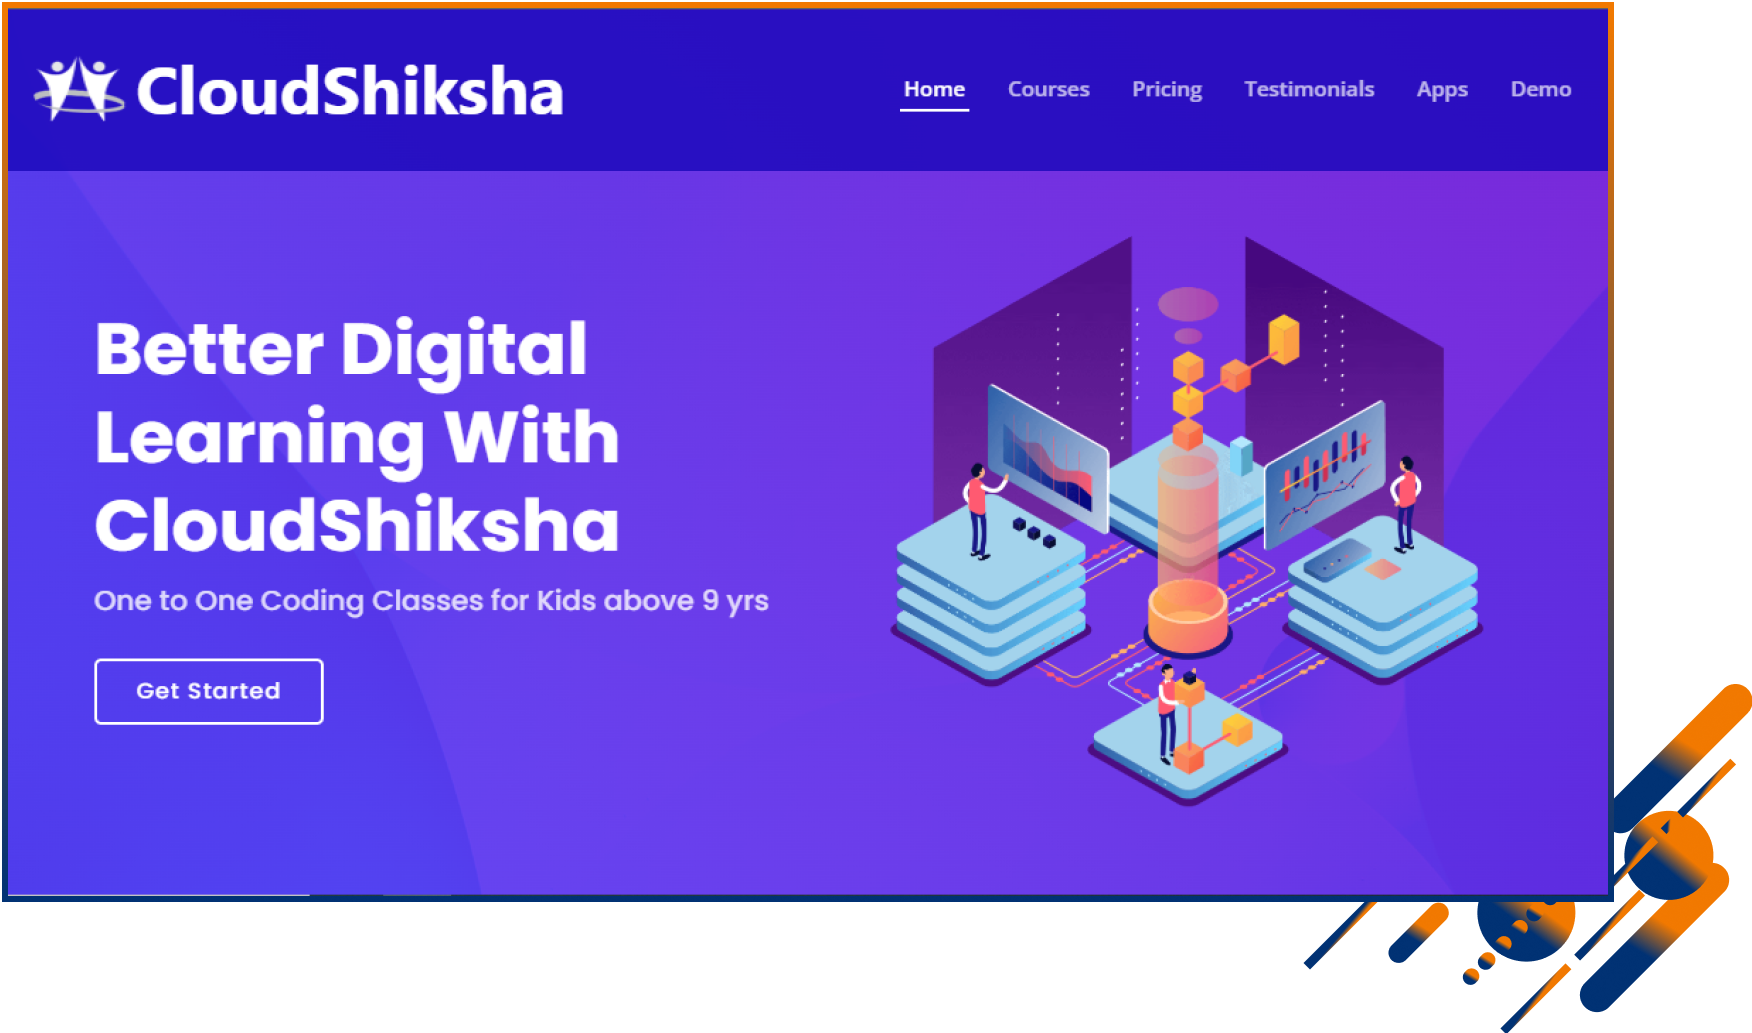 CloudShiksha
Home Courses Pricing Testimonials Apps Demo
Better Digital
Learning With
CloudShiksha
One to One Coding Classes for Kids above 9 yrs
Get Started